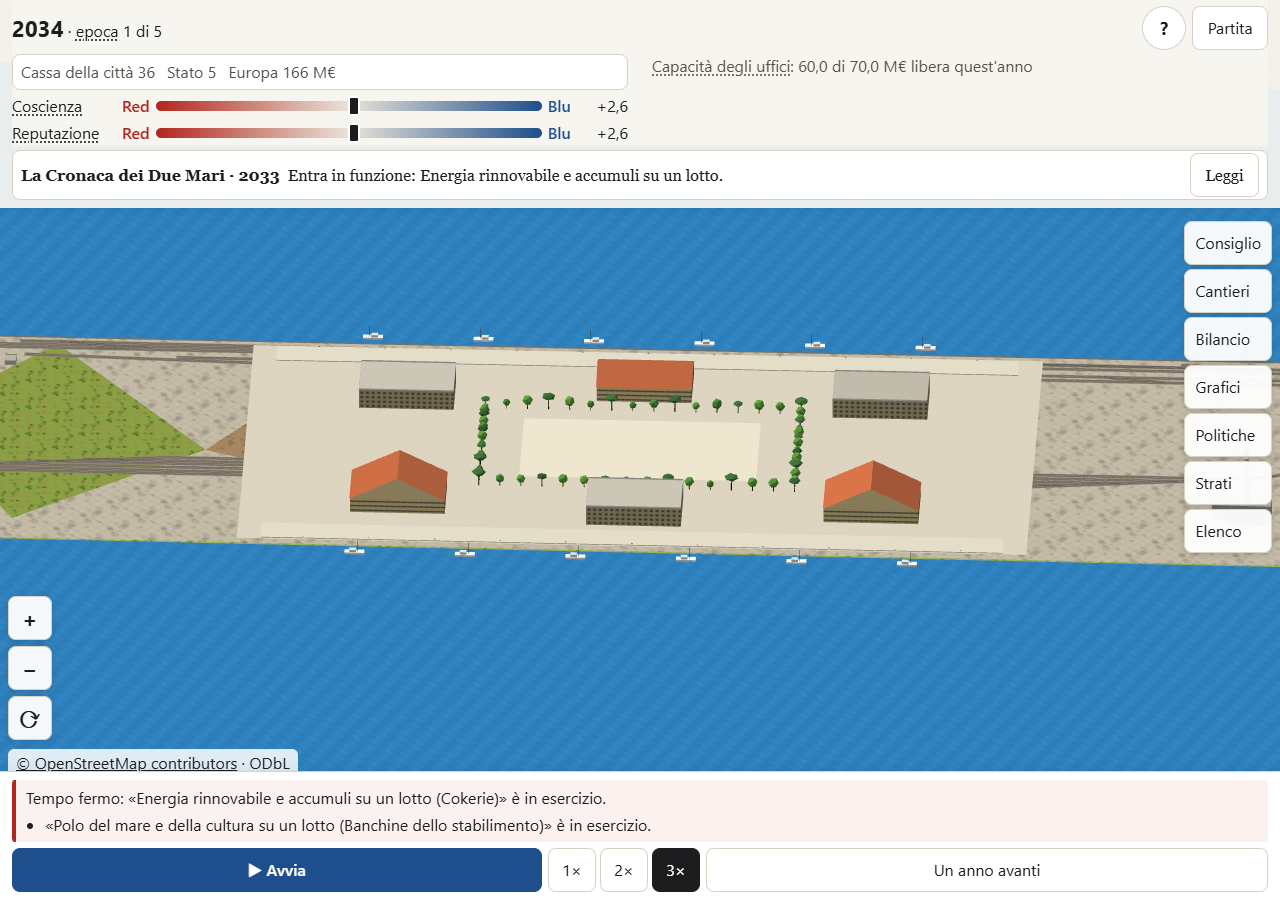 2034 · epoca 1 di 5
?
Partita
Cassa della città 36 Stato 5 Europa 166 M€
Capacità degli uffici: 60,0 di 70,0 M€ libera quest'anno
Coscienza Red Blu +2,6
Reputazione Red Blu +2,6
La Cronaca dei Due Mari · 2033 Entra in funzione: Energia rinnovabile e accumuli su un lotto.
Leggi
Consiglio
Cantieri
Bilancio
Grafici
Politiche
Strati
Elenco
+
−
© OpenStreetMap contributors · ODbL
Tempo fermo: «Energia rinnovabile e accumuli su un lotto (Cokerie)» è in esercizio.
• «Polo del mare e della cultura su un lotto (Banchine dello stabilimento)» è in esercizio.
▶ Avvia
1×
2×
3×
Un anno avanti